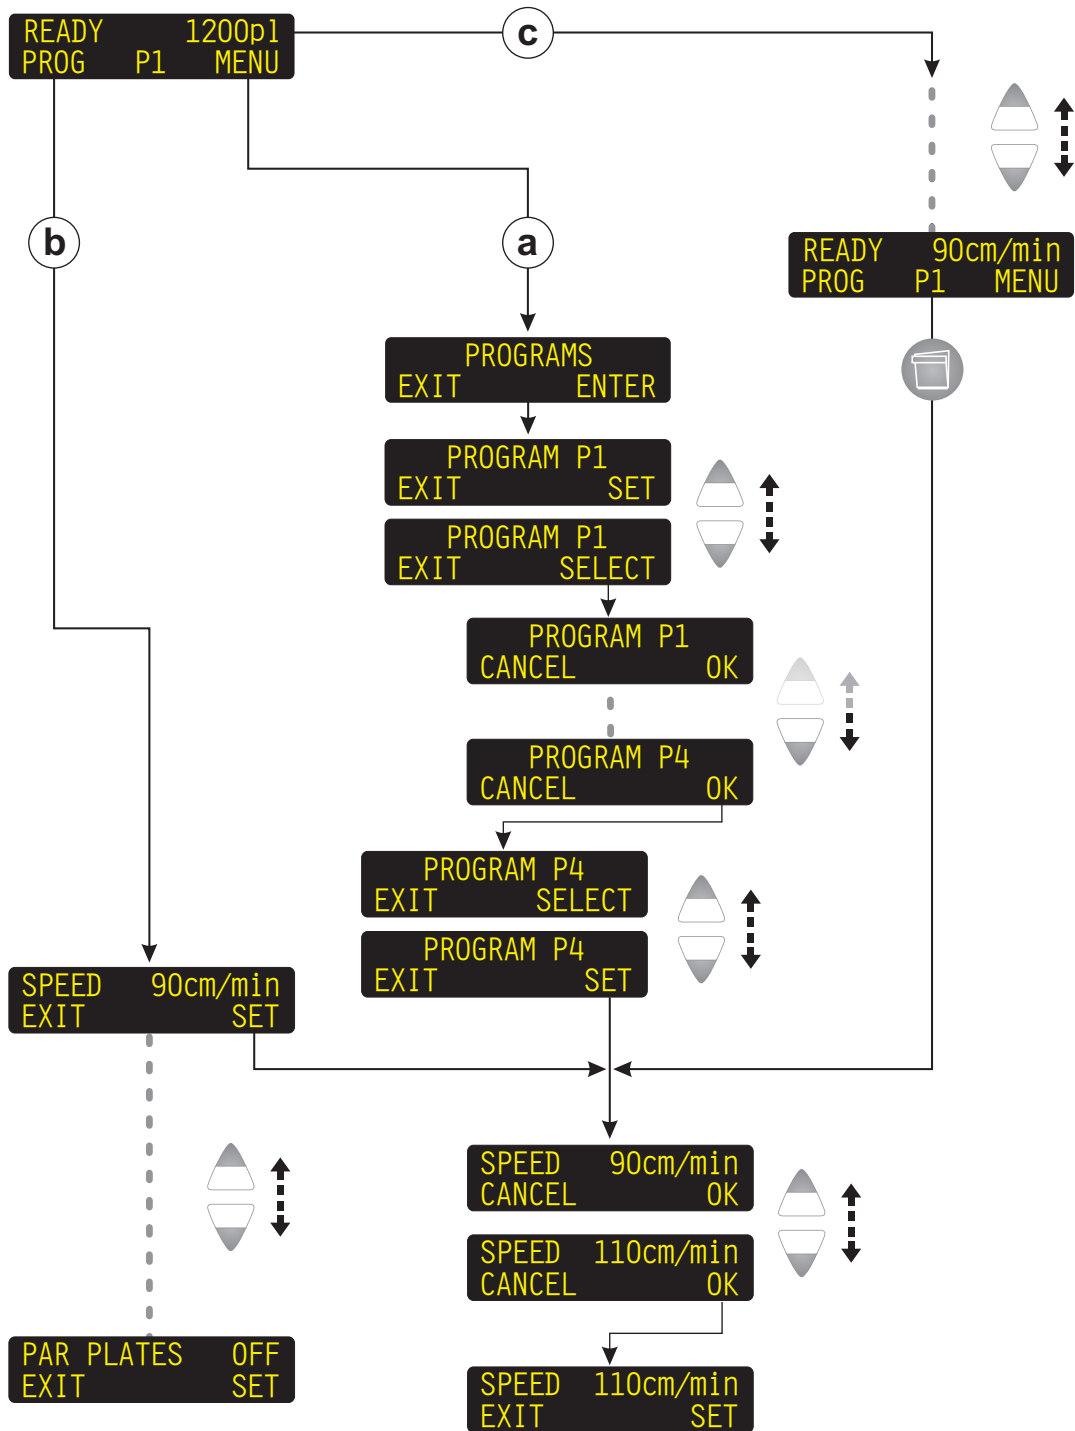 READY 1200pl
PROG P1 MENU
c
b
a
READY 90cm/min
PROG P1 MENU
PROGRAMS
EXIT ENTER
PROGRAM P1
EXIT SET
PROGRAM P1
EXIT SELECT
PROGRAM P1
CANCEL OK
PROGRAM P4
CANCEL OK
PROGRAM P4
EXIT SELECT
PROGRAM P4
EXIT SET
SPEED 90cm/min
EXIT SET
SPEED 90cm/min
CANCEL OK
SPEED 110cm/min
CANCEL OK
PAR PLATES OFF
EXIT SET
SPEED 110cm/min
EXIT SET